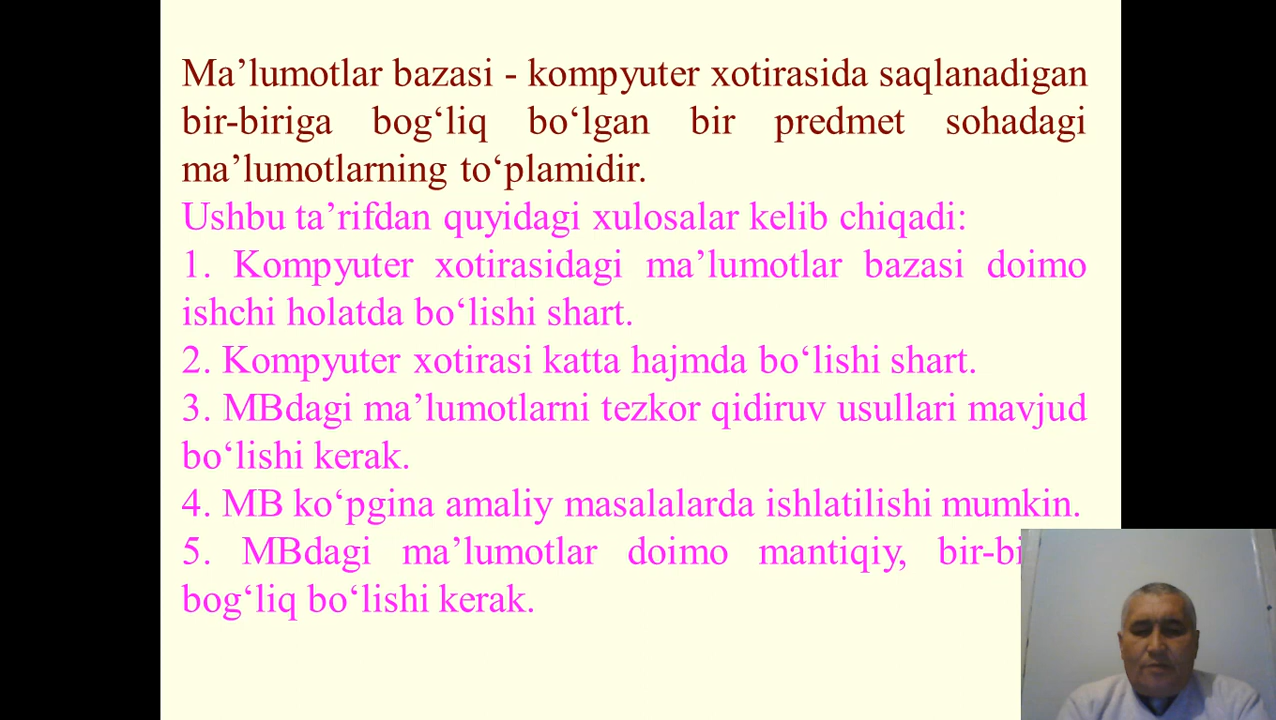 Ma’lumotlar bazasi - kompyuter xotirasida saqlanadigan
bir-biriga bog‘liq bo‘lgan bir predmet sohadagi
ma’lumotlarning to‘plamidir.
Ushbu ta’rifdan quyidagi xulosalar kelib chiqadi:
1. Kompyuter xotirasidagi ma’lumotlar bazasi doimo
ishchi holatda bo‘lishi shart.
2. Kompyuter xotirasi katta hajmda bo‘lishi shart.
3. MBdagi ma’lumotlarni tezkor qidiruv usullari mavjud
bo‘lishi kerak.
4. MB ko‘pgina amaliy masalalarda ishlatilishi mumkin.
5. MBdagi ma’lumotlar doimo mantiqiy,
bog‘liq bo‘lishi kerak.